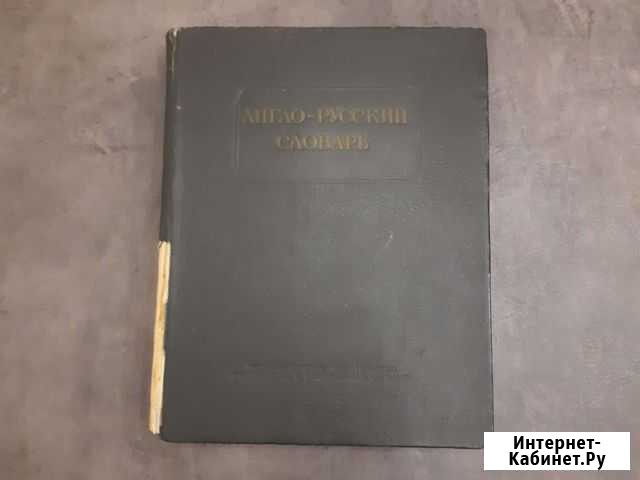 АНГЛО-РУССКИЙ
СЛОВАРЬ
Интернет-
Кабинет.Ру